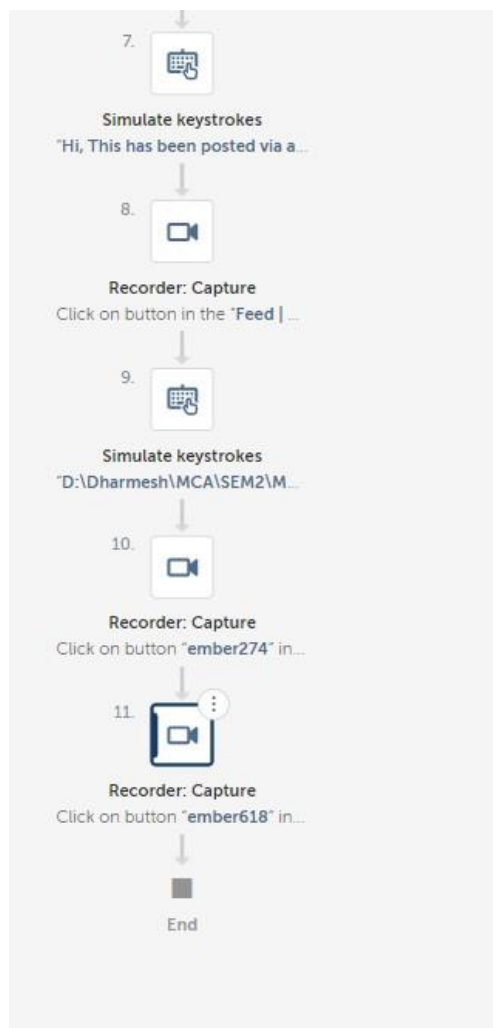 7.
Simulate keystrokes
"Hi, This has been posted via a...
8.
Recorder: Capture
Click on button in the "Feed | ...
9.
Simulate keystrokes
"D:\Dharmesh\MCA\SEM2\M...
10.
Recorder: Capture
Click on button "ember274" in...
11.
Recorder: Capture
Click on button "ember618" in...
End